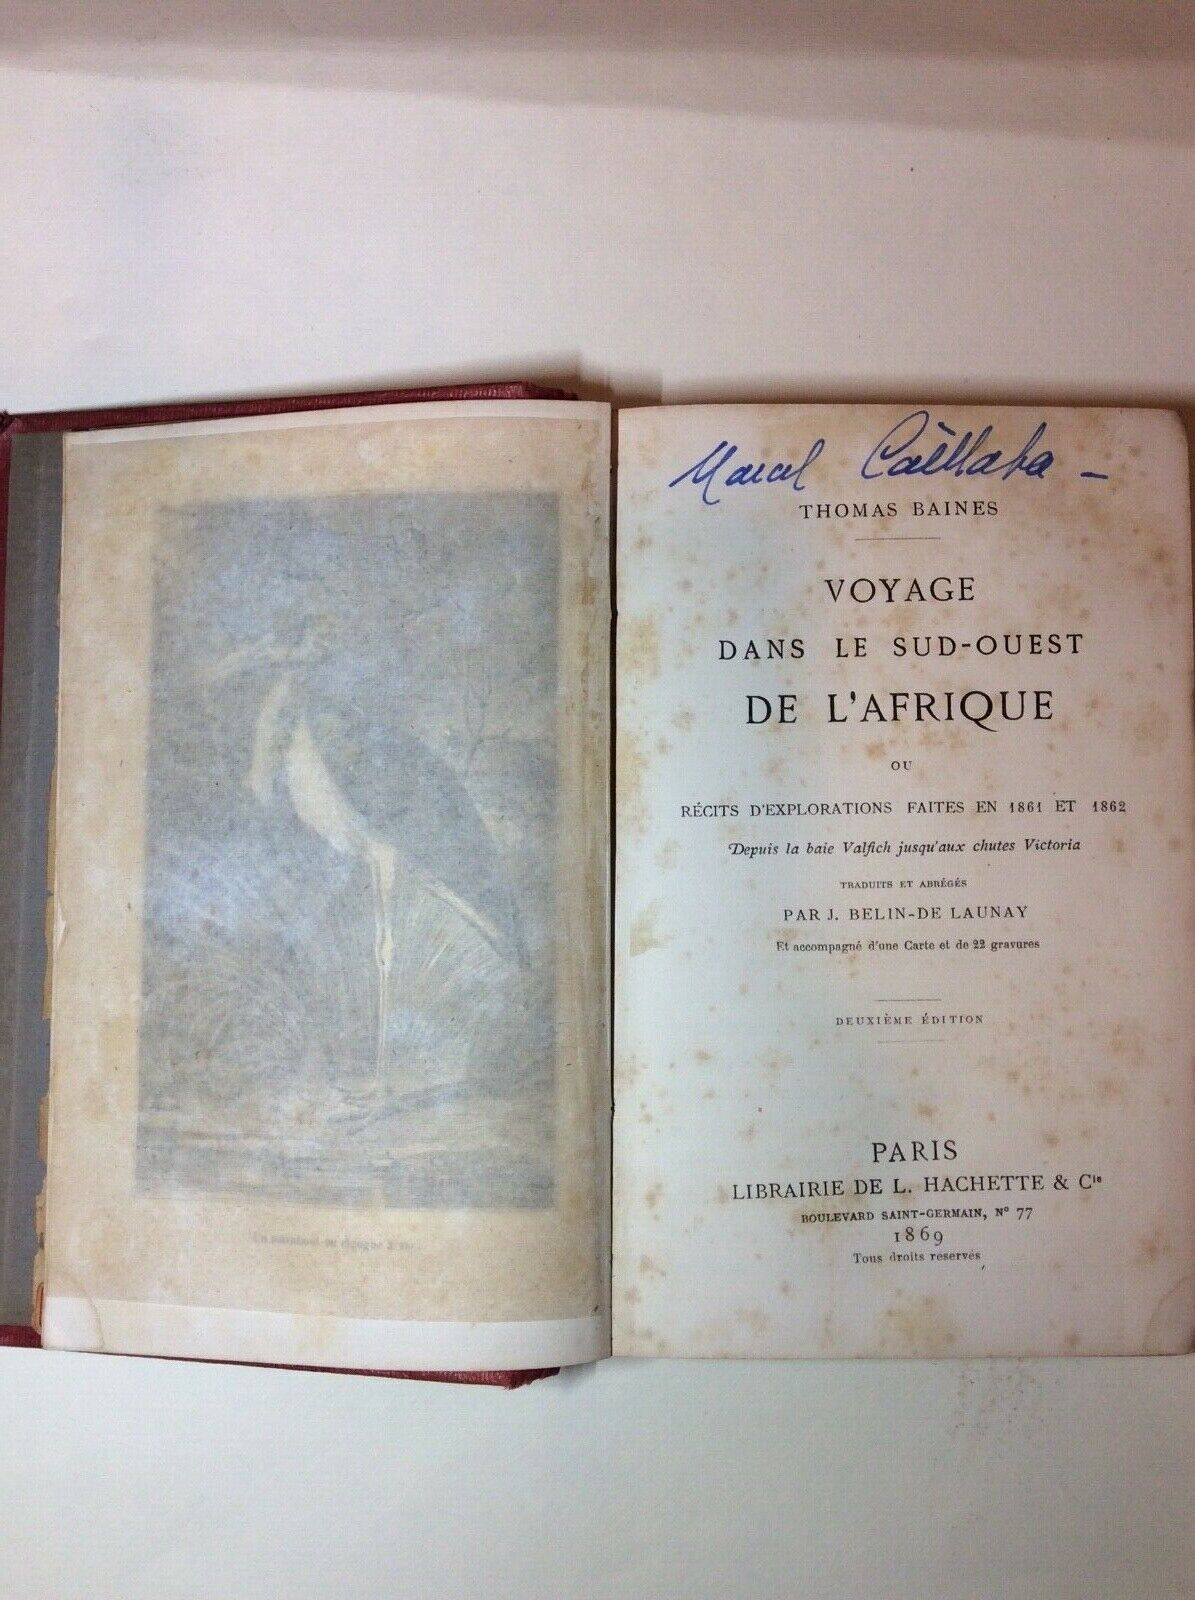 Marcel
THOMAS BAINES
VOYAGE
DANS LE SUD-OUEST
DE L'AFRIQUE
OU
RÉCITS D'EXPLORATIONS FAITES EN 1861 ET 1862
Depuis la baie Valfich jusqu'aux chutes Victoria
TRADUITS ET ABRÉGÉS
PAR J. BELIN-DE LAUNAY
Et accompagné d'une Carte et de 22 gravures
DEUXIÈME ÉDITION
PARIS
LIBRAIRIE DE L. HACHETTE & Cie
BOULEVARD SAINT-GERMAIN, N° 77
1869
Tous droits réservés